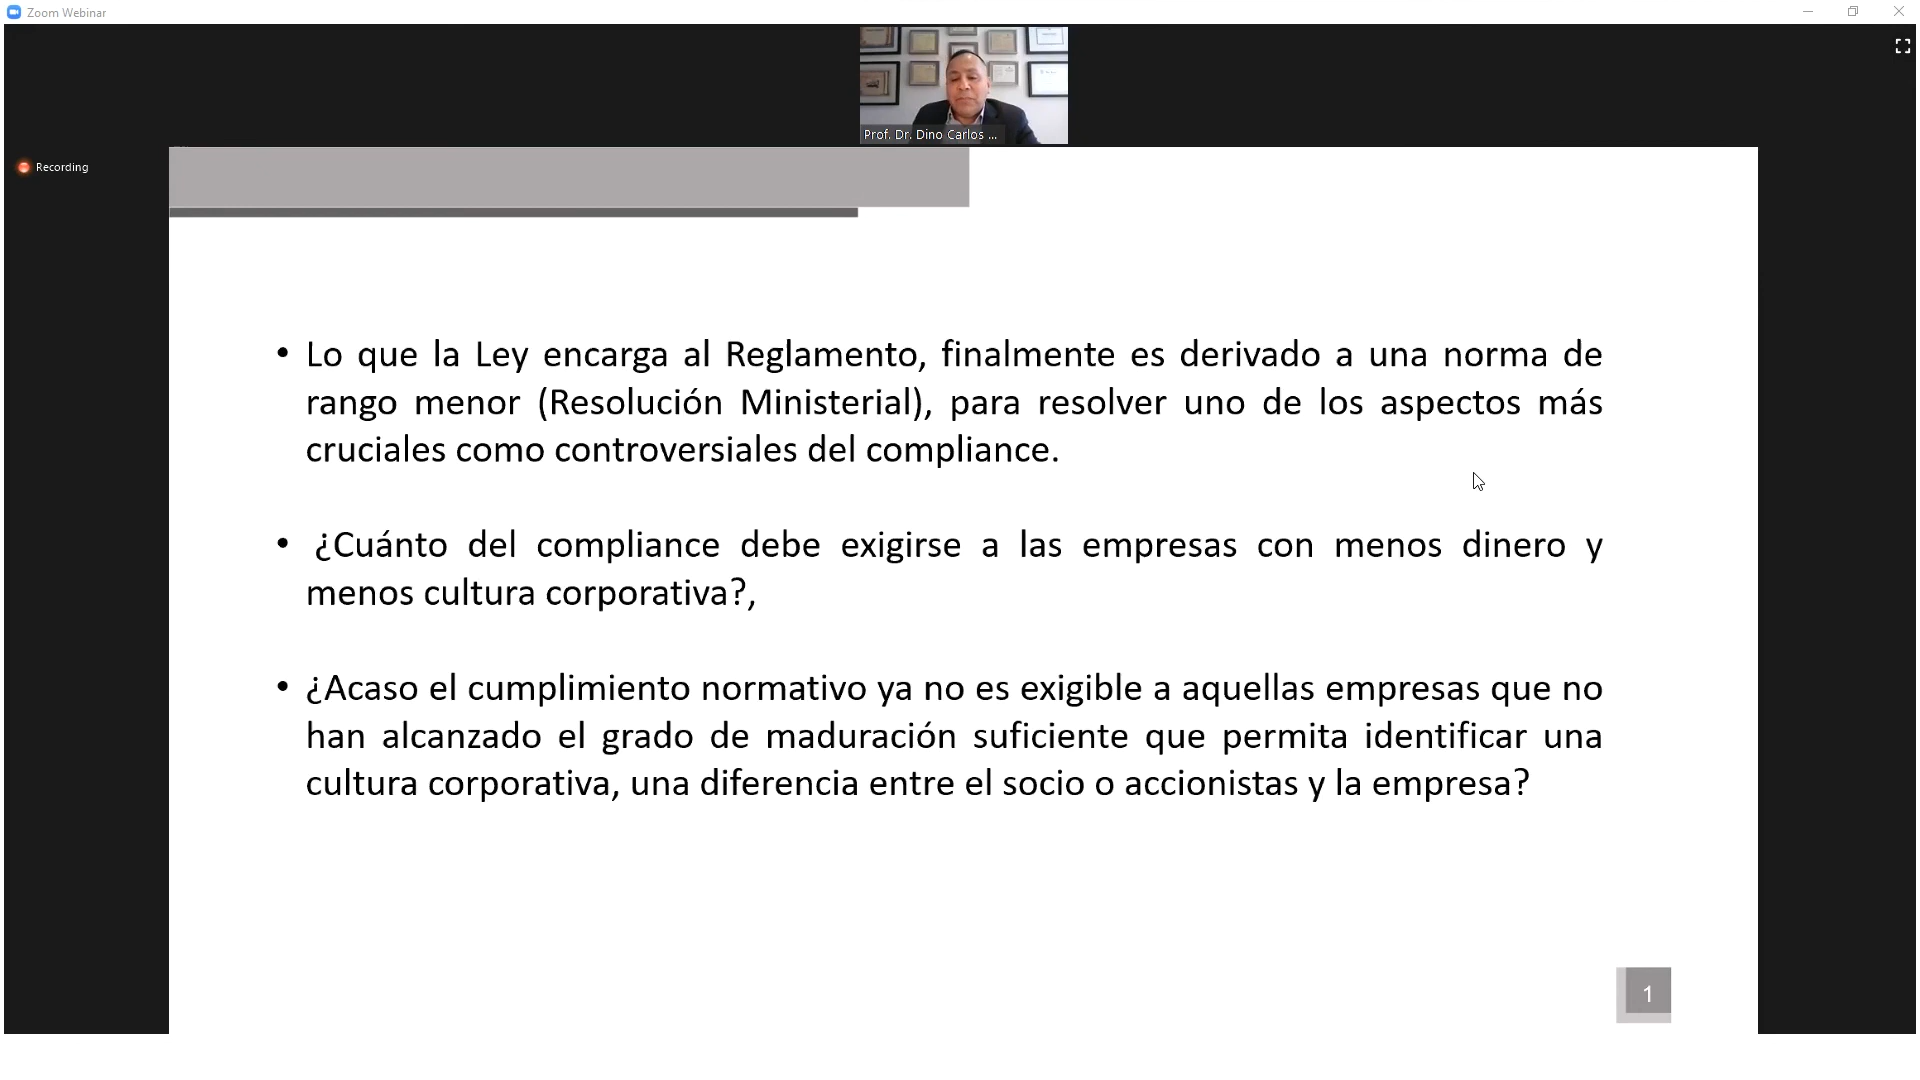 Zoom Webinar
Prof. Dr. Dino Carlos ...
Recording
• Lo que la Ley encarga al Reglamento, finalmente es derivado a una norma de
rango menor (Resolución Ministerial), para resolver uno de los aspectos más
cruciales como controversiales del compliance.
• ¿Cuánto del compliance debe exigirse a las empresas con menos dinero y
menos cultura corporativa?,
• ¿Acaso el cumplimiento normativo ya no es exigible a aquellas empresas que no
han alcanzado el grado de maduración suficiente que permita identificar una
cultura corporativa, una diferencia entre el socio o accionistas y la empresa?
1